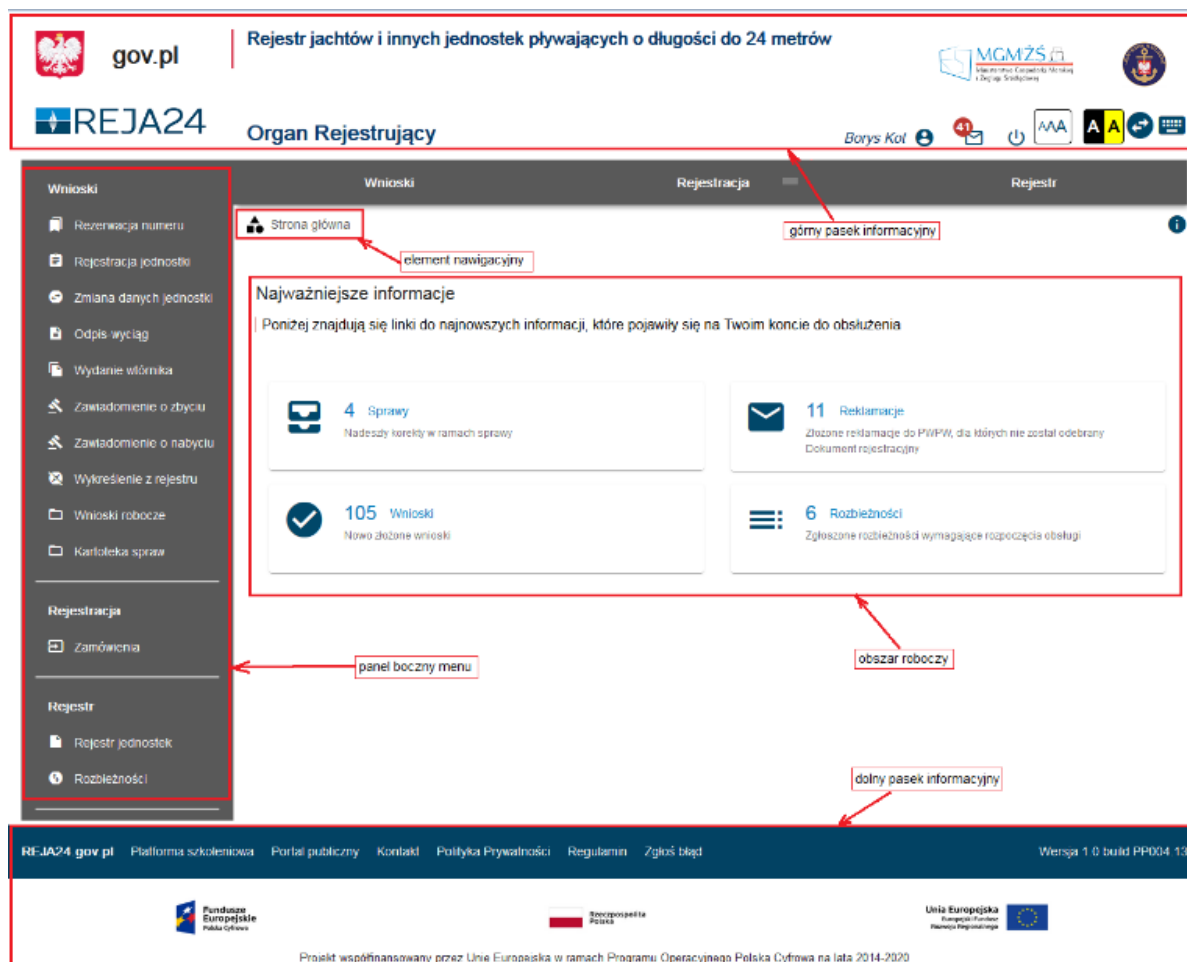 gov.pl
Rejestr jachtów i innych jednostek pływających o długości do 24 metrów
MGMŻŚ
Ministerstwo Gospodarki Morskiej
i Żeglugi Śródlądowej
REJA24
Organ Rejestrujący
Borys Kot
41
AAA
A A
Wnioski
Rezerwacja numeru
Rejestracja jednostki
Zmiana danych jednostki
Odpis-wyciąg
Wydanie wtórnika
Zawiadomienie o zbyciu
Zawiadomienie o nabyciu
Wykreślenie z rejestru
Wnioski robocze
Kartoteka spraw
Rejestracja
Zamówienia
Rejestr
Rejestr jednostek
Rozbieżności
Wnioski Rejestracja Rejestr
Strona główna
górny pasek informacyjny
element nawigacyjny
Najważniejsze informacje
Poniżej znajdują się linki do najnowszych informacji, które pojawiły się na Twoim koncie do obsłużenia
4 Sprawy
Nadeszły korekty w ramach sprawy
11 Reklamacje
Złożone reklamacje do PWPW, dla których nie został odebrany
Dokument rejestracyjny
105 Wnioski
Nowo złożone wnioski
6 Rozbieżności
Zgłoszone rozbieżności wymagające rozpoczęcia obsługi
panel boczny menu
obszar roboczy
dolny pasek informacyjny
REJA24.gov.pl Platforma szkoleniowa Portal publiczny Kontakt Polityka Prywatności Regulamin Zgłoś błąd Wersja 1.0 build PP004.13
Fundusze
Europejskie
Polska Cyfrowa
Rzeczpospolita
Polska
Unia Europejska
Europejski Fundusz
Rozwoju Regionalnego
Projekt współfinansowany przez Unię Europejską w ramach Programu Operacyjnego Polska Cyfrowa na lata 2014-2020